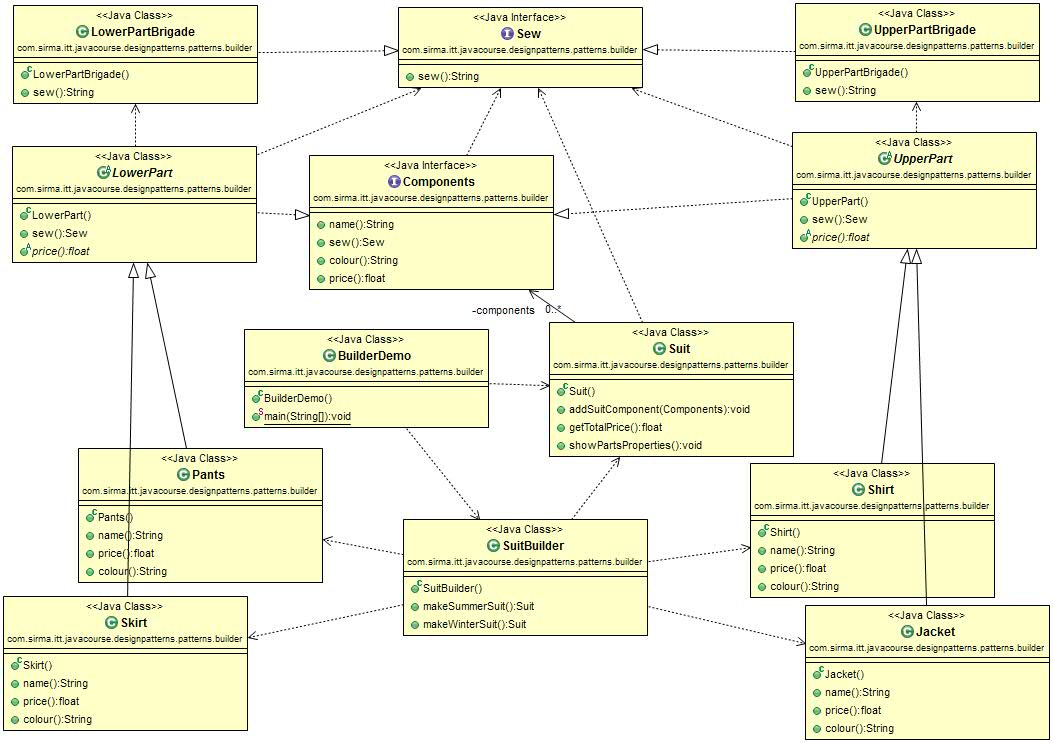 <<Java Class>>
LowerPartBrigade
com.sirma.itt.javacourse.designpatterns.patterns.builder
LowerPartBrigade()
sew():String
<<Java Interface>>
Sew
com.sirma.itt.javacourse.designpatterns.patterns.builder
sew():String
<<Java Class>>
UpperPartBrigade
com.sirma.itt.javacourse.designpatterns.patterns.builder
UpperPartBrigade()
sew():String
<<Java Class>>
LowerPart
com.sirma.itt.javacourse.designpatterns.patterns.builder
LowerPart()
sew():Sew
price():float
<<Java Interface>>
Components
com.sirma.itt.javacourse.designpatterns.patterns.builder
name():String
sew():Sew
colour():String
price():float
<<Java Class>>
UpperPart
com.sirma.itt.javacourse.designpatterns.patterns.builder
UpperPart()
sew():Sew
price():float
-components 0..*
<<Java Class>>
BuilderDemo
com.sirma.itt.javacourse.designpatterns.patterns.builder
BuilderDemo()
main(String[]):void
<<Java Class>>
Suit
com.sirma.itt.javacourse.designpatterns.patterns.builder
Suit()
addSuitComponent(Components):void
getTotalPrice():float
showPartsProperties():void
<<Java Class>>
Pants
com.sirma.itt.javacourse.designpatterns.patterns.builder
Pants()
name():String
price():float
colour():String
<<Java Class>>
Shirt
com.sirma.itt.javacourse.designpatterns.patterns.builder
Shirt()
name():String
price():float
colour():String
<<Java Class>>
SuitBuilder
com.sirma.itt.javacourse.designpatterns.patterns.builder
SuitBuilder()
makeSummerSuit():Suit
makeWinterSuit():Suit
<<Java Class>>
Skirt
com.sirma.itt.javacourse.designpatterns.patterns.builder
Skirt()
name():String
price():float
colour():String
<<Java Class>>
Jacket
com.sirma.itt.javacourse.designpatterns.patterns.builder
Jacket()
name():String
price():float
colour():String